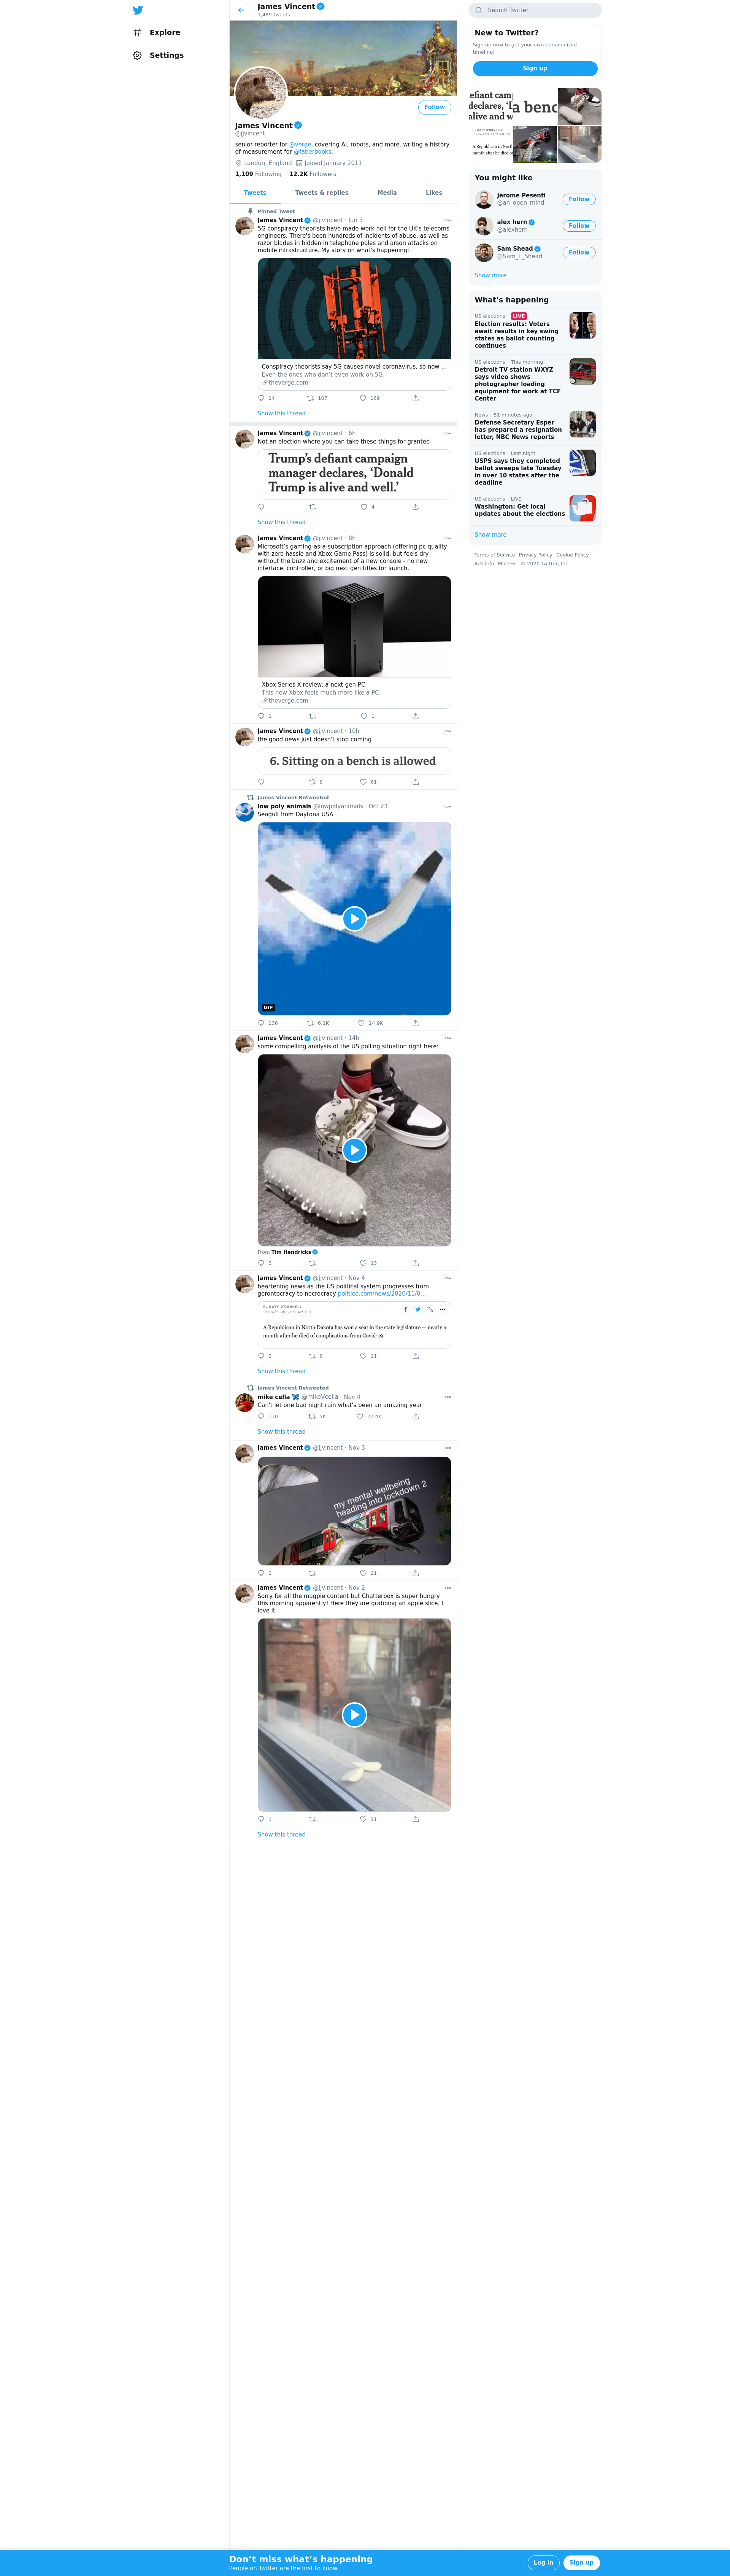 Explore
Settings
James Vincent
1,489 Tweets
Follow
James Vincent
@jjvincent
senior reporter for @verge, covering AI, robots, and more. writing a history
of measurement for @faberbooks.
London, England Joined January 2011
1,109 Following 12.2K Followers
Tweets Tweets & replies Media Likes
Pinned Tweet
James Vincent @jjvincent · Jun 3
5G conspiracy theorists have made work hell for the UK's telecoms
engineers. There's been hundreds of incidents of abuse, as well as
razor blades in hidden in telephone poles and arson attacks on
mobile infrastructure. My story on what's happening:
Conspiracy theorists say 5G causes novel coronavirus, so now ...
Even the ones who don't even work on 5G.
theverge.com
14 107 168
Show this thread
James Vincent @jjvincent · 6h
Not an election where you can take these things for granted
Trump's defiant campaign
manager declares, 'Donald
Trump is alive and well.'
4
Show this thread
James Vincent @jjvincent · 8h
Microsoft's gaming-as-a-subscription approach (offering pc quality
with zero hassle and Xbox Game Pass) is solid, but feels dry
without the buzz and excitement of a new console - no new
interface, controller, or big next gen titles for launch.
Xbox Series X review: a next-gen PC
This new Xbox feels much more like a PC.
theverge.com
1 1
James Vincent @jjvincent · 10h
the good news just doesn't stop coming
6. Sitting on a bench is allowed
8 61
James Vincent Retweeted
low poly animals @lowpolyanimals · Oct 23
Seagull from Daytona USA
GIF
136 6.1K 24.9K
James Vincent @jjvincent · 14h
some compelling analysis of the US polling situation right here:
From Tim Hendricks
3 13
James Vincent @jjvincent · Nov 4
heartening news as the US political system progresses from
gerontocracy to necrocracy politico.com/news/2020/11/0…
A Republican in North Dakota has won a seat in the state legislature — nearly a
month after he died of complications from Covid-19.
2 8 21
Show this thread
James Vincent Retweeted
mike cella @mikeVcella · Nov 4
Can't let one bad night ruin what's been an amazing year
130 5K 27.4K
Show this thread
James Vincent @jjvincent · Nov 3
my mental wellbeing
heading into lockdown 2
2 21
James Vincent @jjvincent · Nov 2
Sorry for all the magpie content but Chatterbox is super hungry
this morning apparently! Here they are grabbing an apple slice. I
love it.
1 11
Show this thread
Search Twitter
New to Twitter?
Sign up now to get your own personalized
timeline!
Sign up
You might like
Jerome Pesenti
@an_open_mind
Follow
alex hern
@alexhern
Follow
Sam Shead
@Sam_L_Shead
Follow
Show more
What's happening
US elections · LIVE
Election results: Voters
await results in key swing
states as ballot counting
continues
US elections · This morning
Detroit TV station WXYZ
says video shows
photographer loading
equipment for work at TCF
Center
News · 51 minutes ago
Defense Secretary Esper
has prepared a resignation
letter, NBC News reports
US elections · Last night
USPS says they completed
ballot sweeps late Tuesday
in over 10 states after the
deadline
US elections · LIVE
Washington: Get local
updates about the elections
Show more
Terms of Service Privacy Policy Cookie Policy
Ads info More © 2020 Twitter, Inc.
Don't miss what's happening
People on Twitter are the first to know.
Log in Sign up